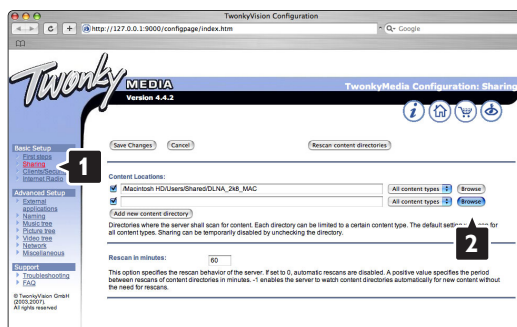 TwonkyVision Configuration
http://127.0.0.1:9000/configpage/index.htm
Google
Twonky
MEDIA
Version 4.4.2
TwonkyMedia Configuration: Sharing
Basic Setup
First steps
Sharing
Clients/Security
Internet Radio
Advanced Setup
External applications
Naming
Music tree
Picture tree
Video tree
Network
Miscellaneous
Support
Troubleshooting
FAQ
© TwonkyVision GmbH
(2003,2007).
All rights reserved
1
Save Changes Cancel Rescan content directories
Content Locations:
/Macintosh HD/Users/Shared/DLNA_2k8_MAC All content types Browse
All content types Browse
Add new content directory
2
Directories where the server shall scan for content. Each directory can be limited to a certain content type. The default for
all content types. Sharing can be temporarily disabled by unchecking the directory.
Rescan in minutes: 60
This option specifies the rescan behavior of the server. If set to 0, automatic rescans are disabled. A positive value specifies the period
between rescans of content directories in minutes. -1 enables the server to watch content directories automatically for new content without
the need for rescans.